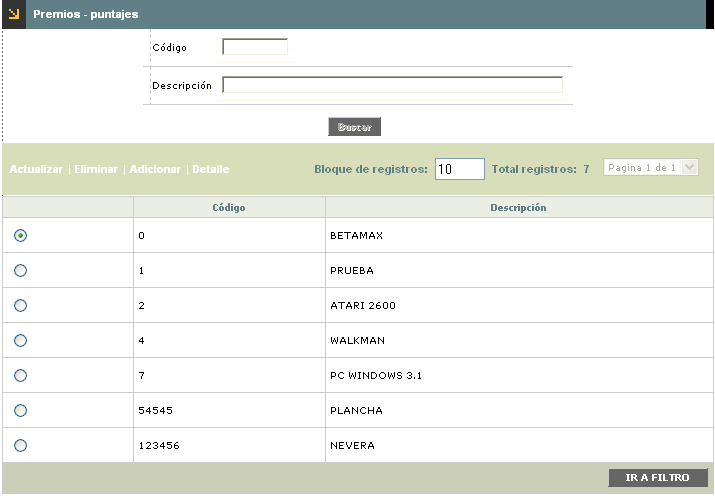 Premios - puntajes
Código
Descripción
Buscar
Actualizar | Eliminar | Adicionar | Detalle Bloque de registros: 10 Total registros: 7 Pagina 1 de 1
Código Descripción
0 BETAMAX
1 PRUEBA
2 ATARI 2600
4 WALKMAN
7 PC WINDOWS 3.1
54545 PLANCHA
123456 NEVERA
IR A FILTRO